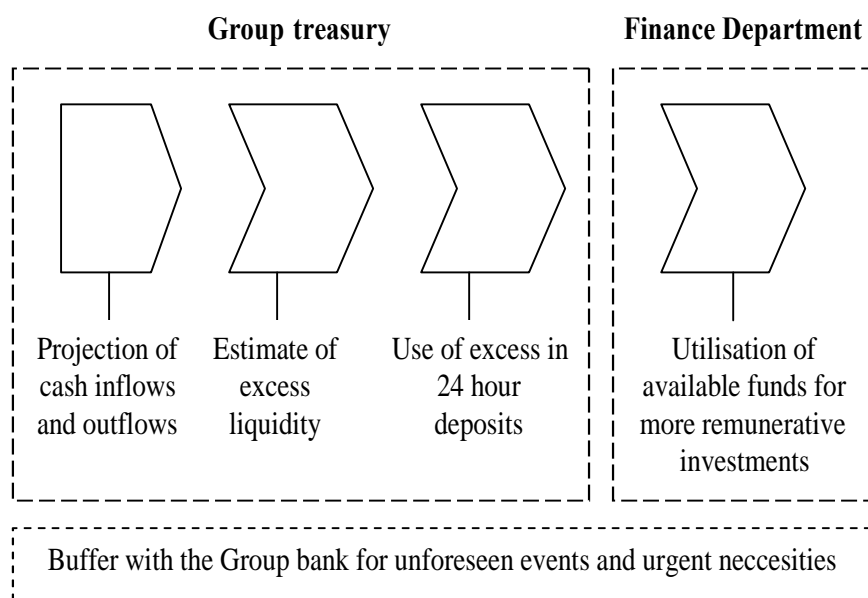 Group treasury
Finance Department
Projection of
cash inflows
and outflows
Estimate of
excess
liquidity
Use of excess in
24 hour
deposits
Utilisation of
available funds for
more remunerative
investments
Buffer with the Group bank for unforeseen events and urgent neccesities